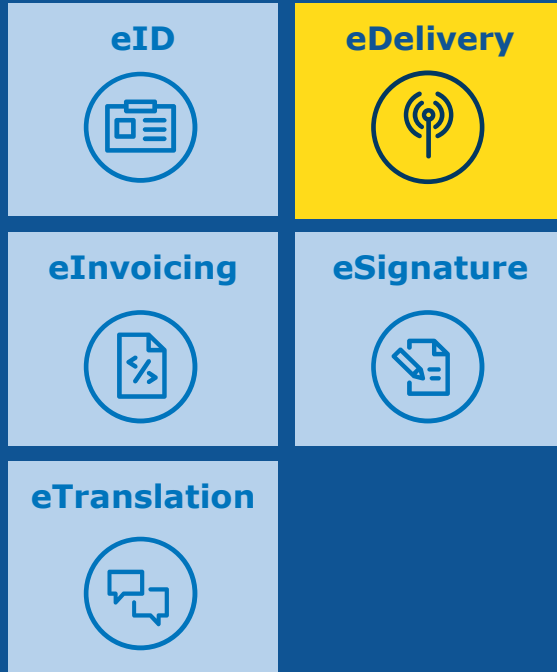 eID
eDelivery
eInvoicing
eSignature
eTranslation